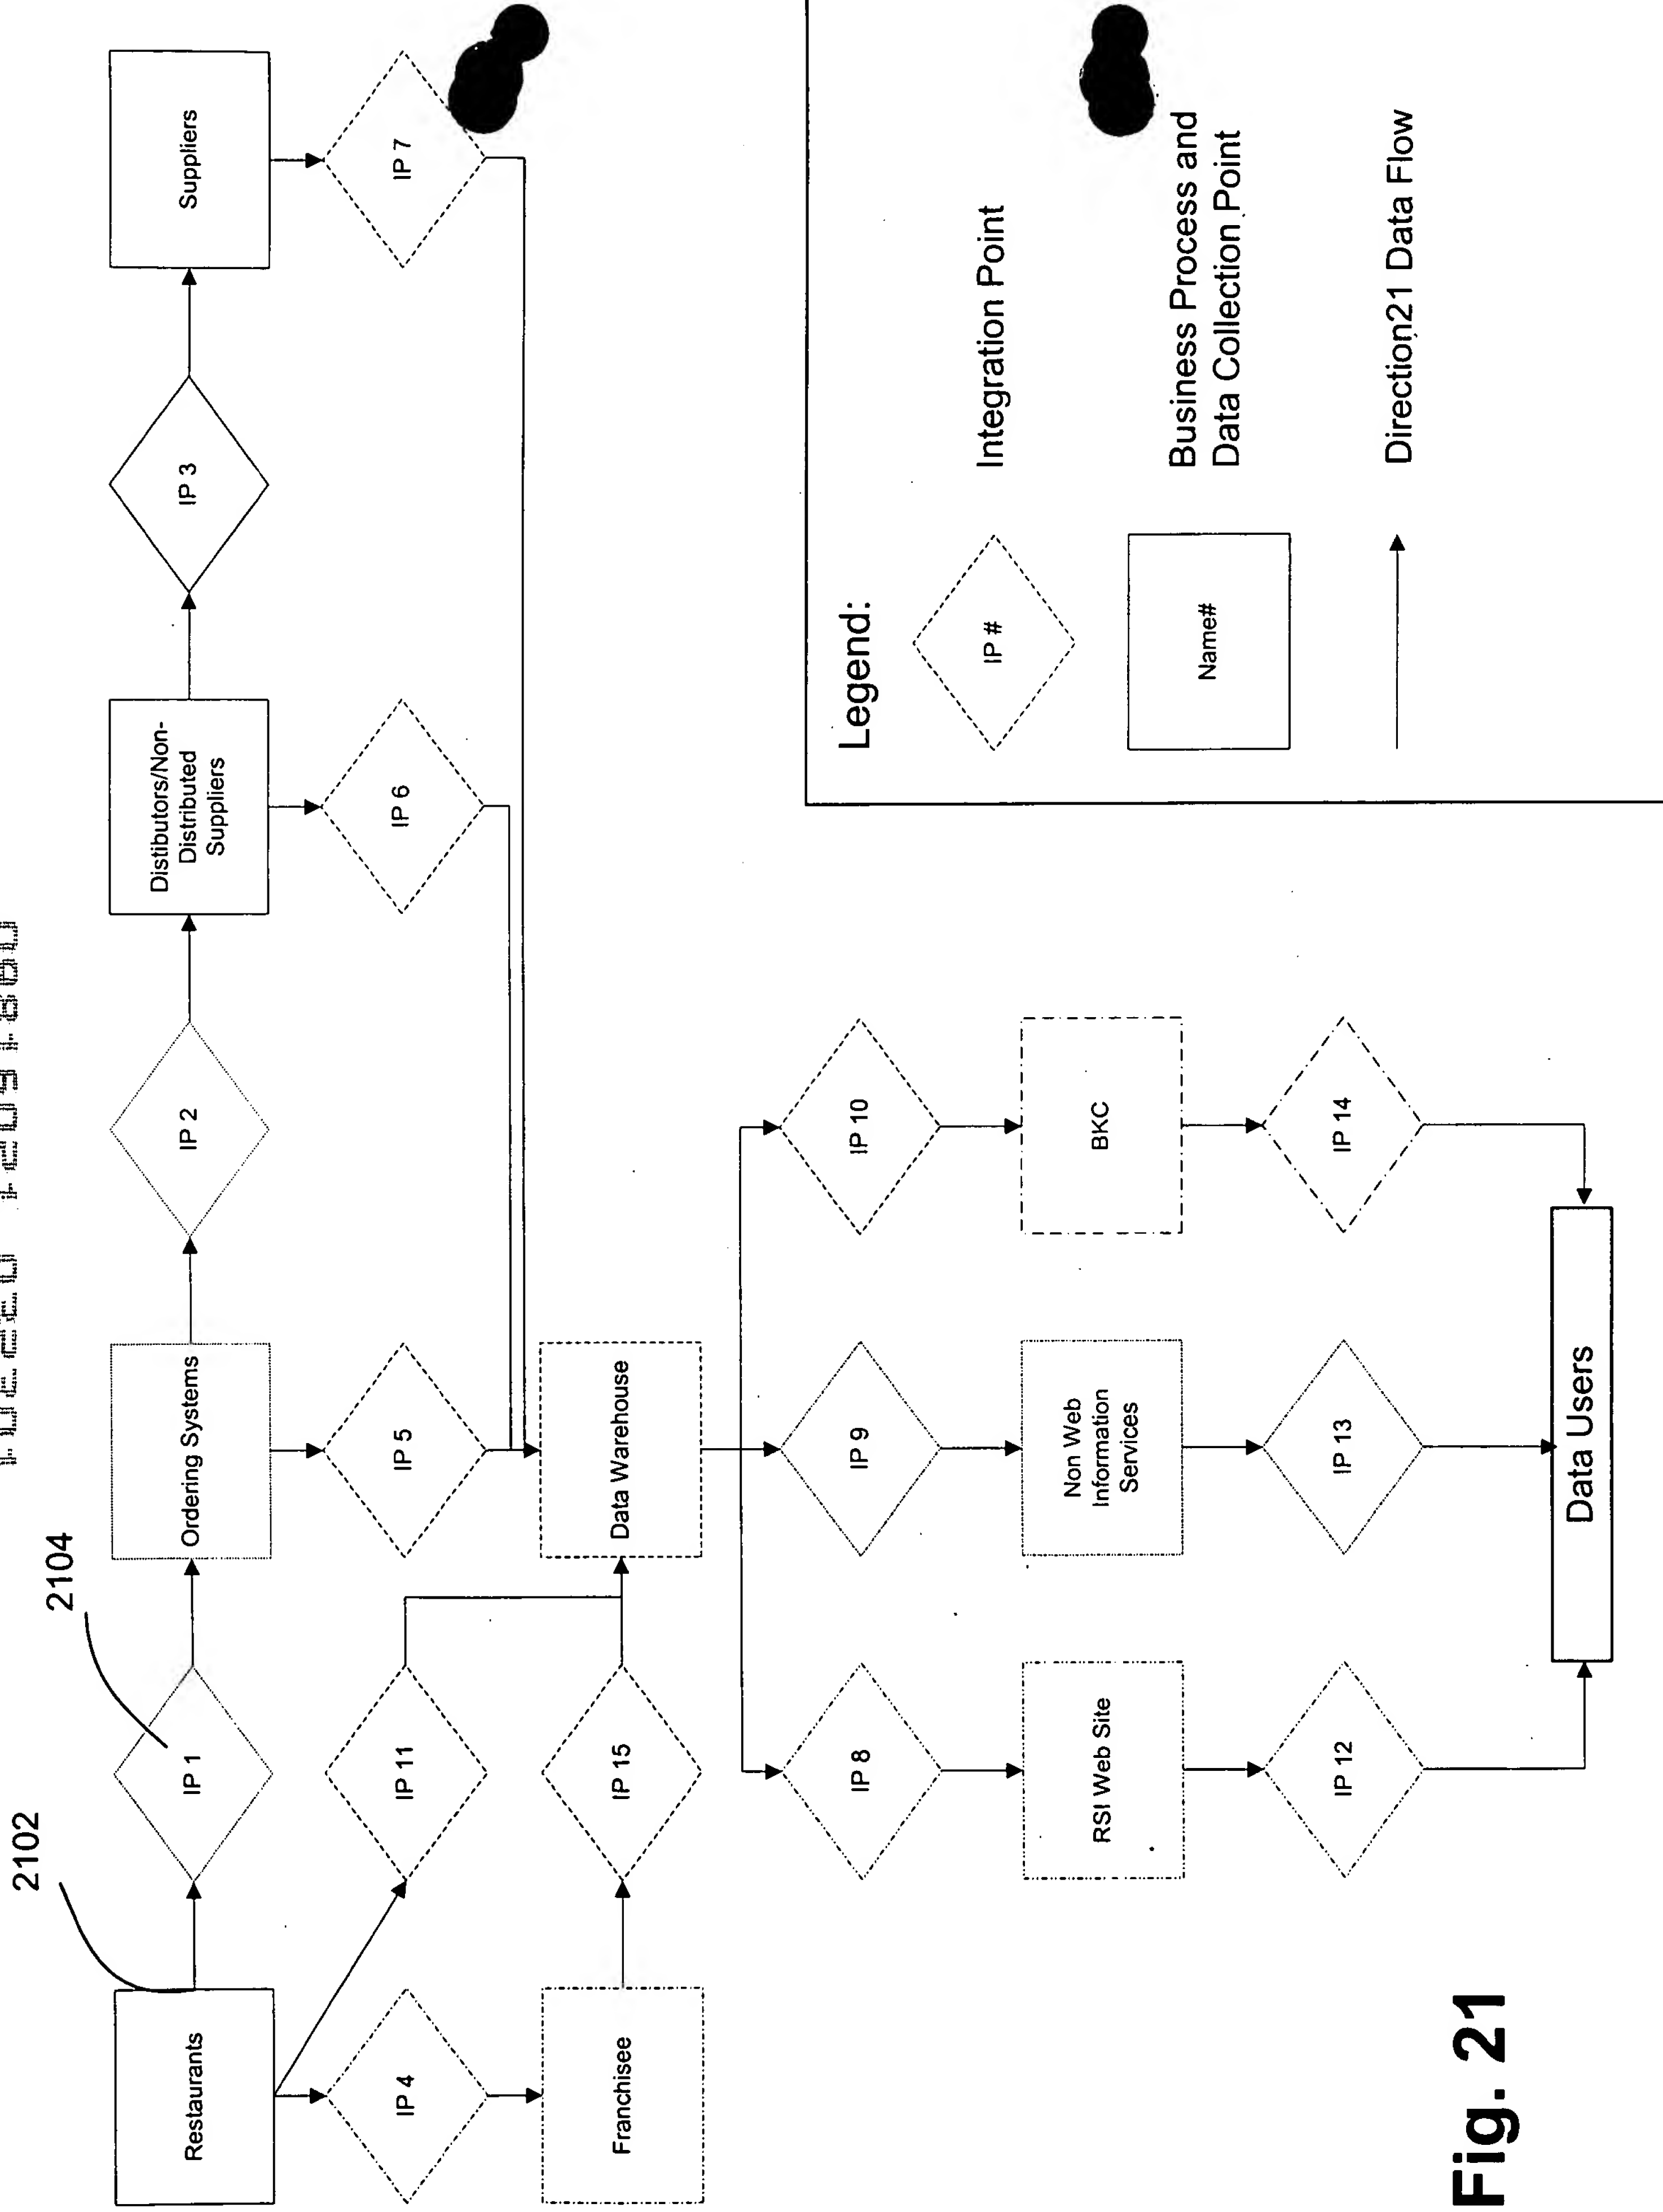 2102
2104
Restaurants
IP 1
Ordering Systems
IP 2
Distibutors/Non-
Distributed
Suppliers
IP 3
Suppliers
IP 4
IP 11
IP 5
IP 6
IP 7
Franchisee
IP 15
Data Warehouse
IP 8
IP 9
IP 10
RSI Web Site
Non Web
Information
Services
BKC
IP 12
IP 13
IP 14
Data Users
Legend:
IP #
Integration Point
Name#
Business Process and
Data Collection Point
Direction21 Data Flow
Fig. 21